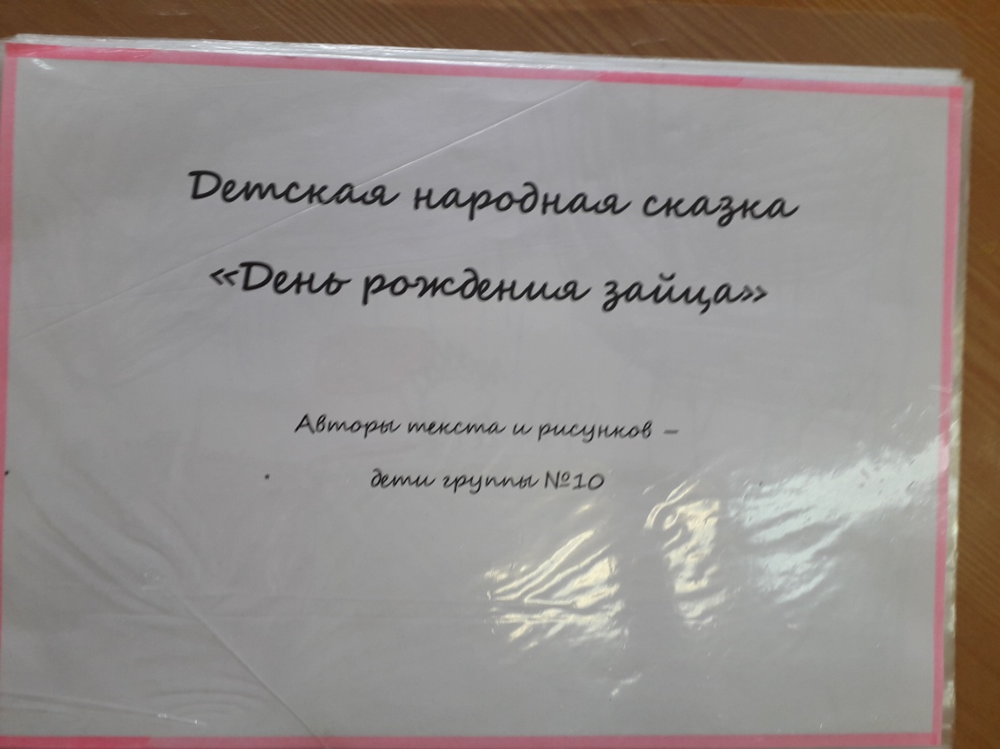 Детская народная сказка
«День рождения зайца»
Авторы текста и рисунков –
дети группы №10